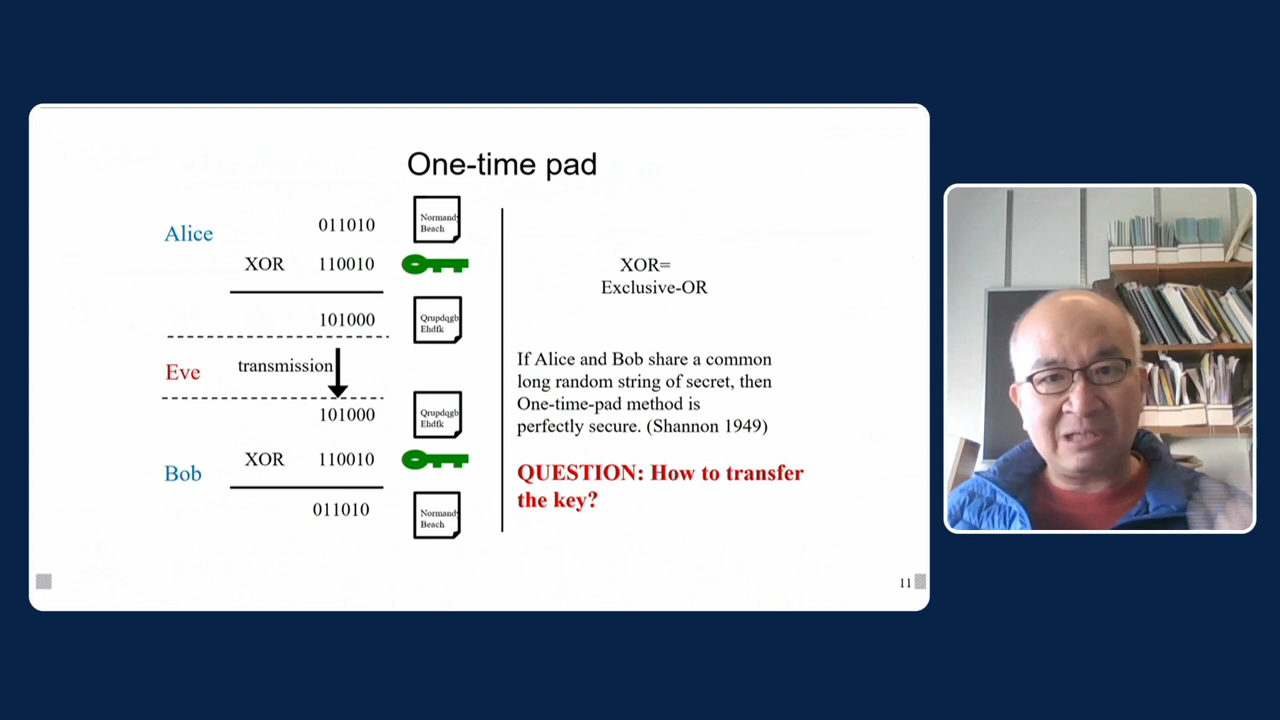 One-time pad
Alice
011010
Normandy
Beach
XOR 110010
101000
Qrupdqgb
Ehdfk
Eve
transmission
101000
Qrupdqgb
Ehdfk
Bob
XOR 110010
011010
Normandy
Beach
XOR=
Exclusive-OR
If Alice and Bob share a common
long random string of secret, then
One-time-pad method is
perfectly secure. (Shannon 1949)
QUESTION: How to transfer
the key?
11